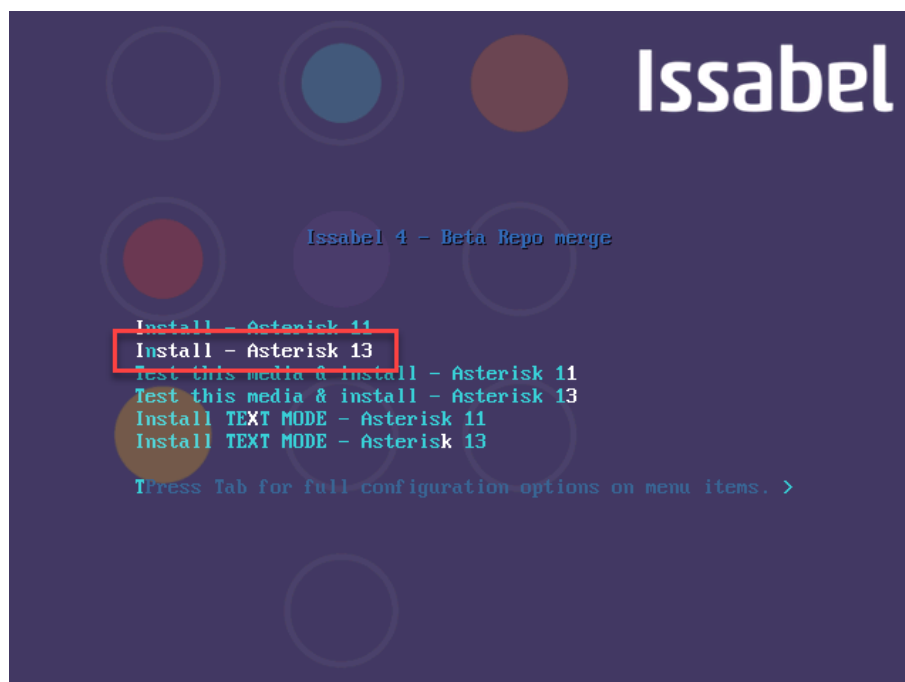 Issabel
Issabel 4 - Beta Repo merge
Install - Asterisk 11
Install - Asterisk 13
Test this media & install - Asterisk 11
Test this media & install - Asterisk 13
Install TEXT MODE - Asterisk 11
Install TEXT MODE - Asterisk 13
TPress Tab for full configuration options on menu items. >